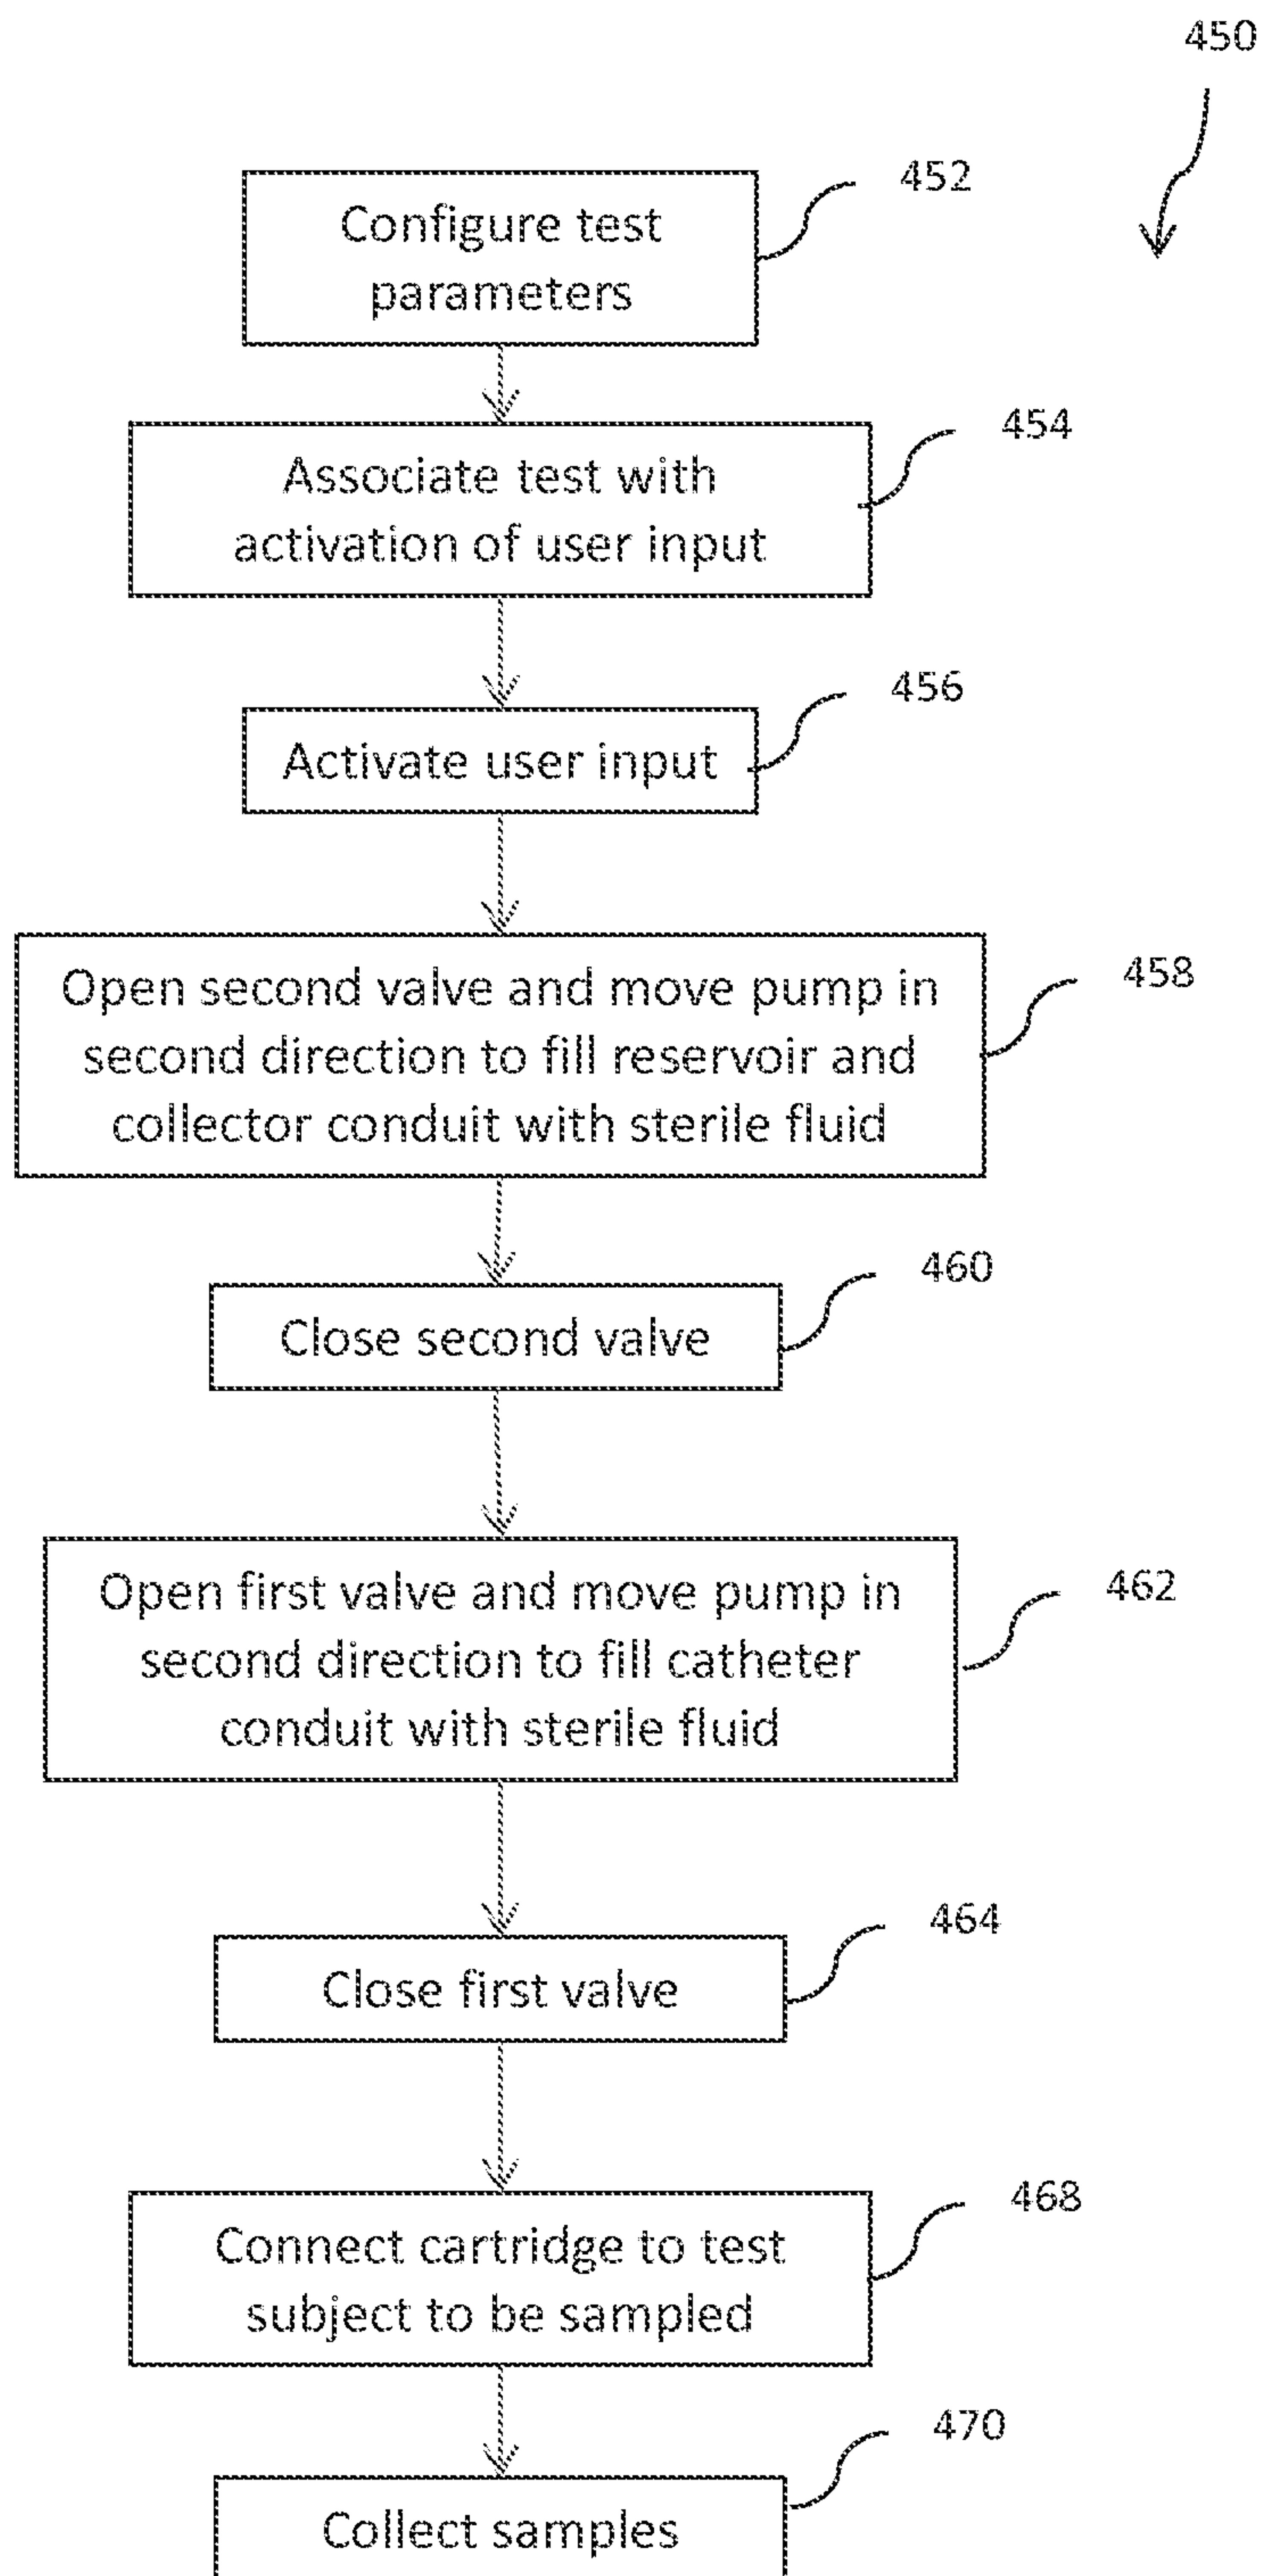 450
452
Configure test
parameters
454
Associate test with
activation of user input
456
Activate user input
458
Open second valve and move pump in
second direction to fill reservoir and
collector conduit with sterile fluid
460
Close second valve
462
Open first valve and move pump in
second direction to fill catheter
conduit with sterile fluid
464
Close first valve
468
Connect cartridge to test
subject to be sampled
470
Collect samples